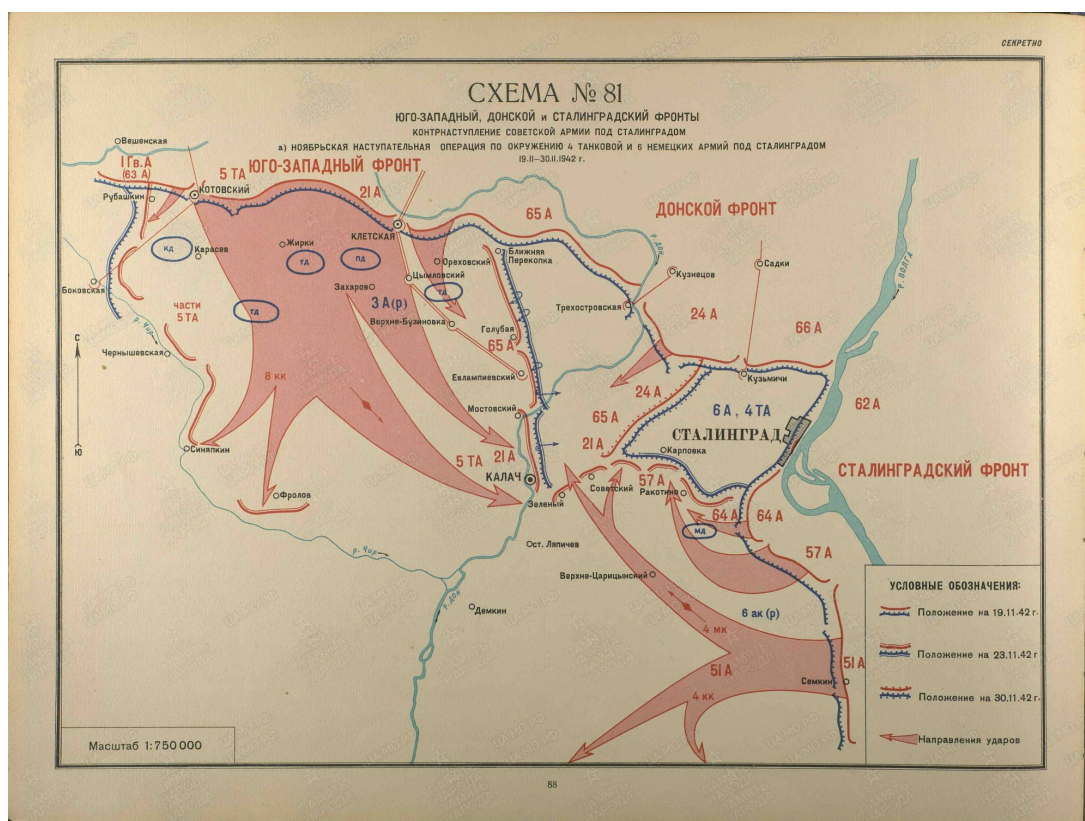 СЕКРЕТНО
СХЕМА № 81
ЮГО-ЗАПАДНЫЙ, ДОНСКОЙ и СТАЛИНГРАДСКИЙ ФРОНТЫ
КОНТРНАСТУПЛЕНИЕ СОВЕТСКОЙ АРМИИ ПОД СТАЛИНГРАДОМ
а) НОЯБРЬСКАЯ НАСТУПАТЕЛЬНАЯ ОПЕРАЦИЯ ПО ОКРУЖЕНИЮ 4 ТАНКОВОЙ И 6 НЕМЕЦКИХ АРМИЙ ПОД СТАЛИНГРАДОМ
19.11—30.11.1942 г.
Вешенская
1 Гв.А
(63 А)
5 ТА
ЮГО-ЗАПАДНЫЙ ФРОНТ
Рубашкин
КОТОВСКИЙ
21 А
65 А
ДОНСКОЙ ФРОНТ
КЛЕТСКАЯ
р. ДОН
р. ВОЛГА
кд
Карасев
Жирки
тд
пд
Ореховский
Ближняя
Перекопка
Кузнецов
Садки
Боковская
Захаров
Цымловский
тд
части
5 ТА
тд
3 А(р)
Трехостровская
24 А
66 А
р. Чир
Верхне-Бузиновка
Голубая
65 А
Чернышевская
8 кк
Евлампиевский
Кузьмичи
24 А
62 А
Мостовский
65 А
6 А, 4 ТА
СТАЛИНГРАД
21 А
Синяпкин
5 ТА
21 А
Карповка
СТАЛИНГРАДСКИЙ ФРОНТ
КАЛАЧ
Советский
57 А
Ракотино
Фролов
Зеленый
64 А
64 А
мд
57 А
ост. Ляпичев
р. Чир
Верхне-Царицынский
р. ДОН
Демкин
6 ак (р)
4 мк
51 А
51 А
Семкин
4 кк
УСЛОВНЫЕ ОБОЗНАЧЕНИЯ:
Положение на 19.11.42 г.
Положение на 23.11.42 г
Положение на 30.11.42 г.
Направления ударов
Масштаб 1:750 000
88